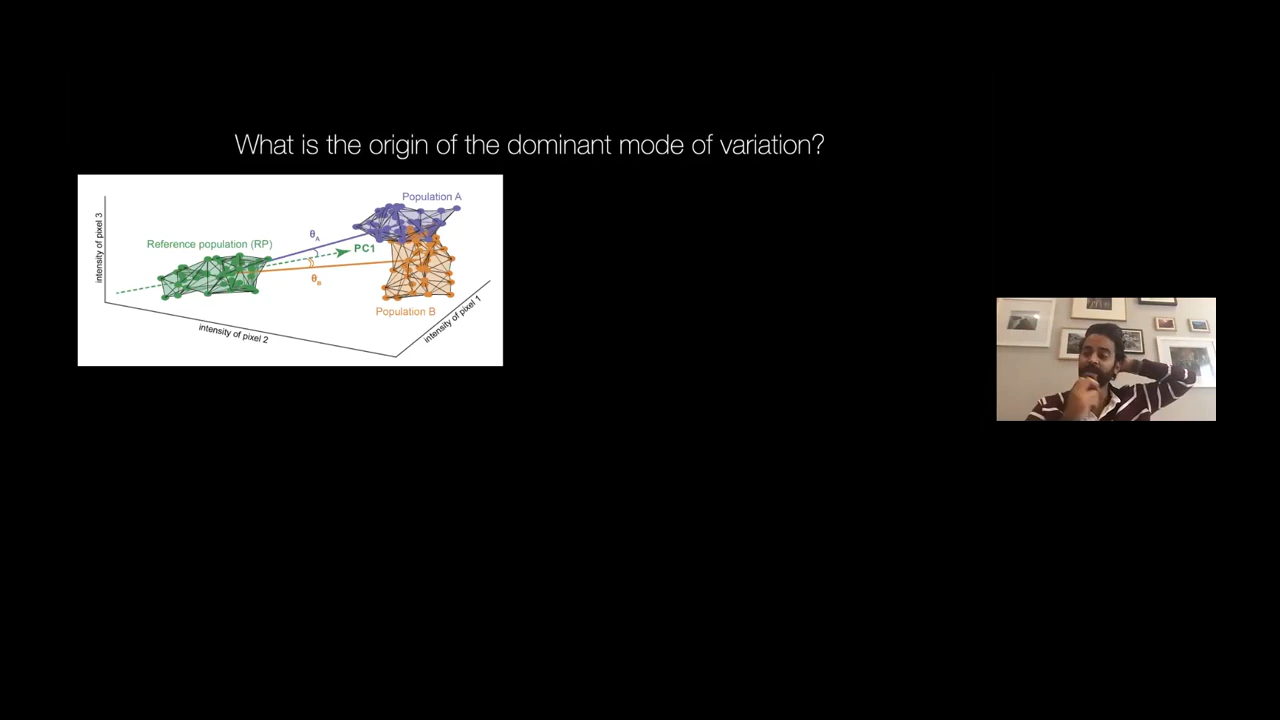 What is the origin of the dominant mode of variation?
Population A
θA
PC1
Reference population (RP)
θB
Population B
intensity of pixel 3
intensity of pixel 2
intensity of pixel 1